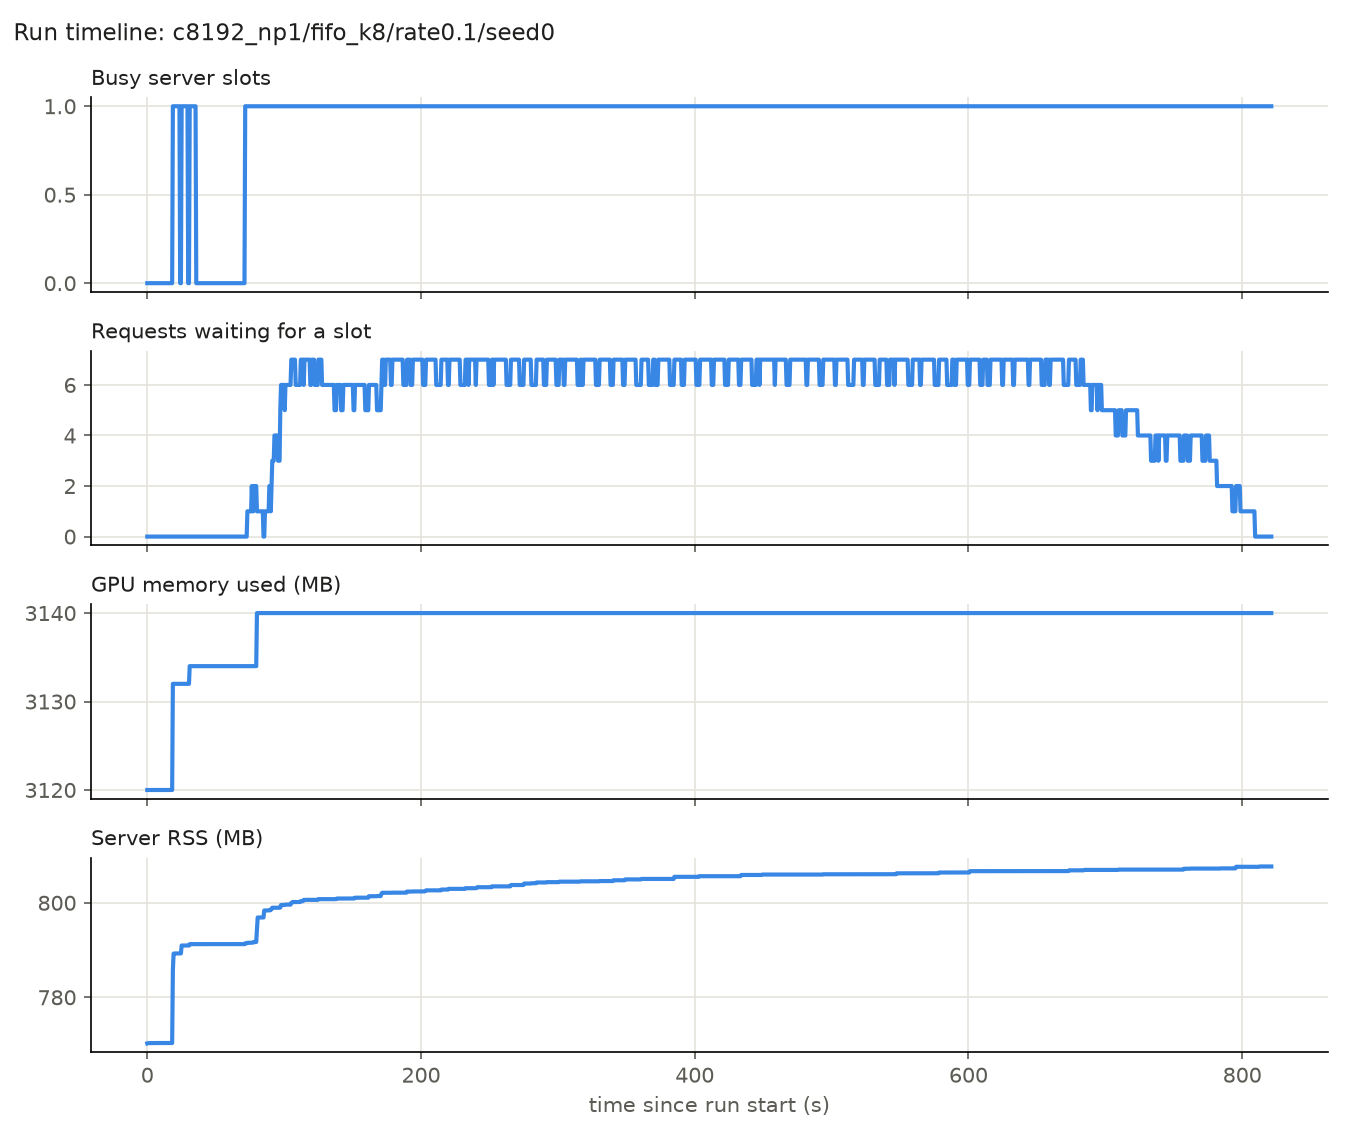 Run timeline: c8192_np1/fifo_k8/rate0.1/seed0
Busy server slots
1.0
0.5
0.0
Requests waiting for a slot
6
4
2
0
GPU memory used (MB)
3140
3130
3120
Server RSS (MB)
800
780
0 200 400 600 800
time since run start (s)